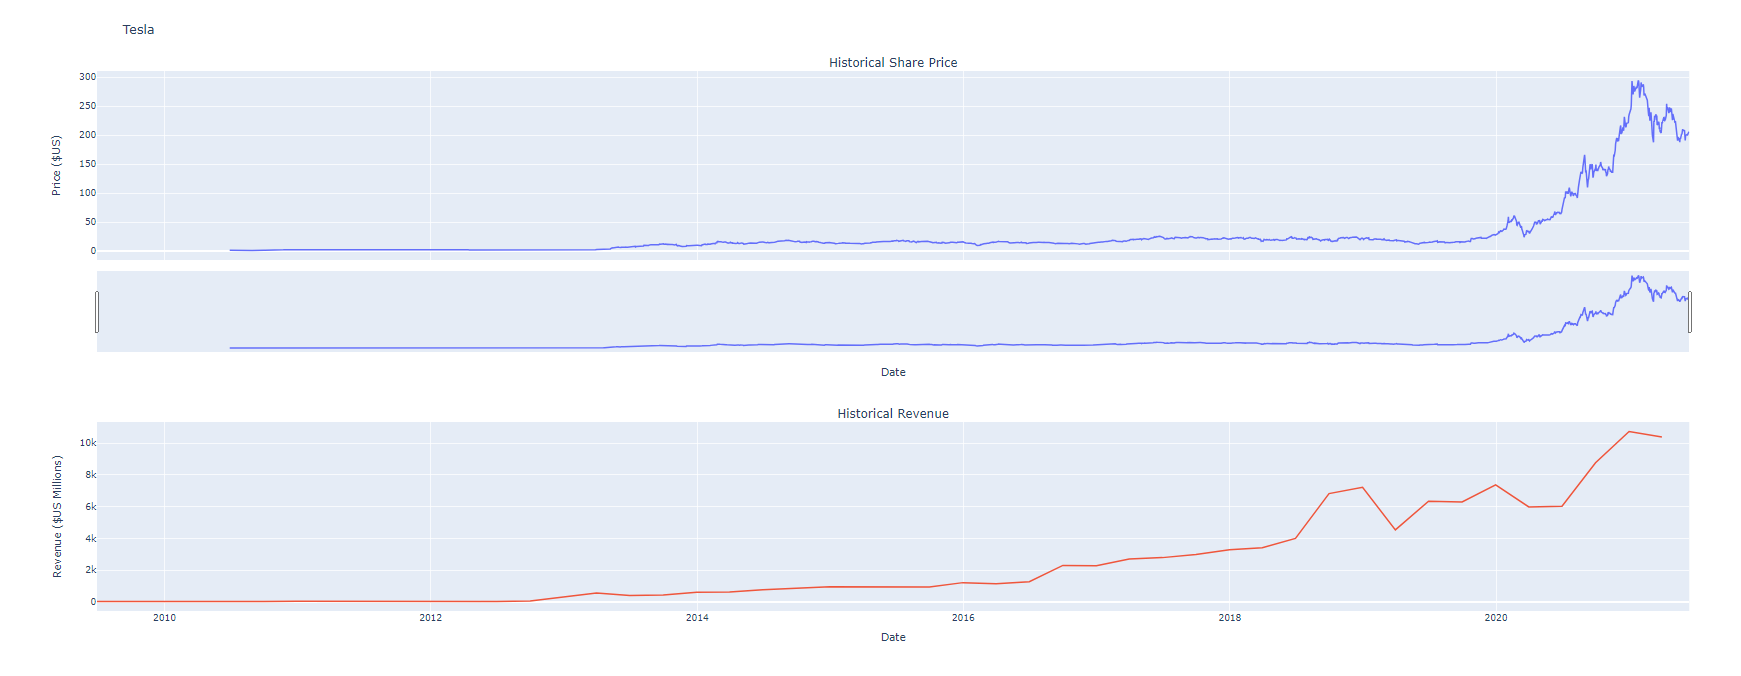 Tesla
Historical Share Price
Price ($US)
300
250
200
150
100
50
0
Date
Historical Revenue
Revenue ($US Millions)
10k
8k
6k
4k
2k
0
2010 2012 2014 2016 2018 2020
Date